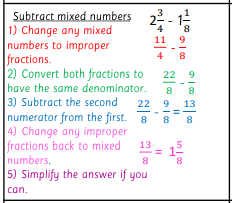 Subtract mixed numbers 2 3/4 - 1 1/8
1) Change any mixed
numbers to improper 11/4 - 9/8
fractions.
2) Convert both fractions to 22/8 - 9/8
have the same denominator.
3) Subtract the second 22/8 - 9/8 = 13/8
numerator from the first.
4) Change any improper
fractions back to mixed 13/8 = 1 5/8
numbers.
5) Simplify the answer if you
can.